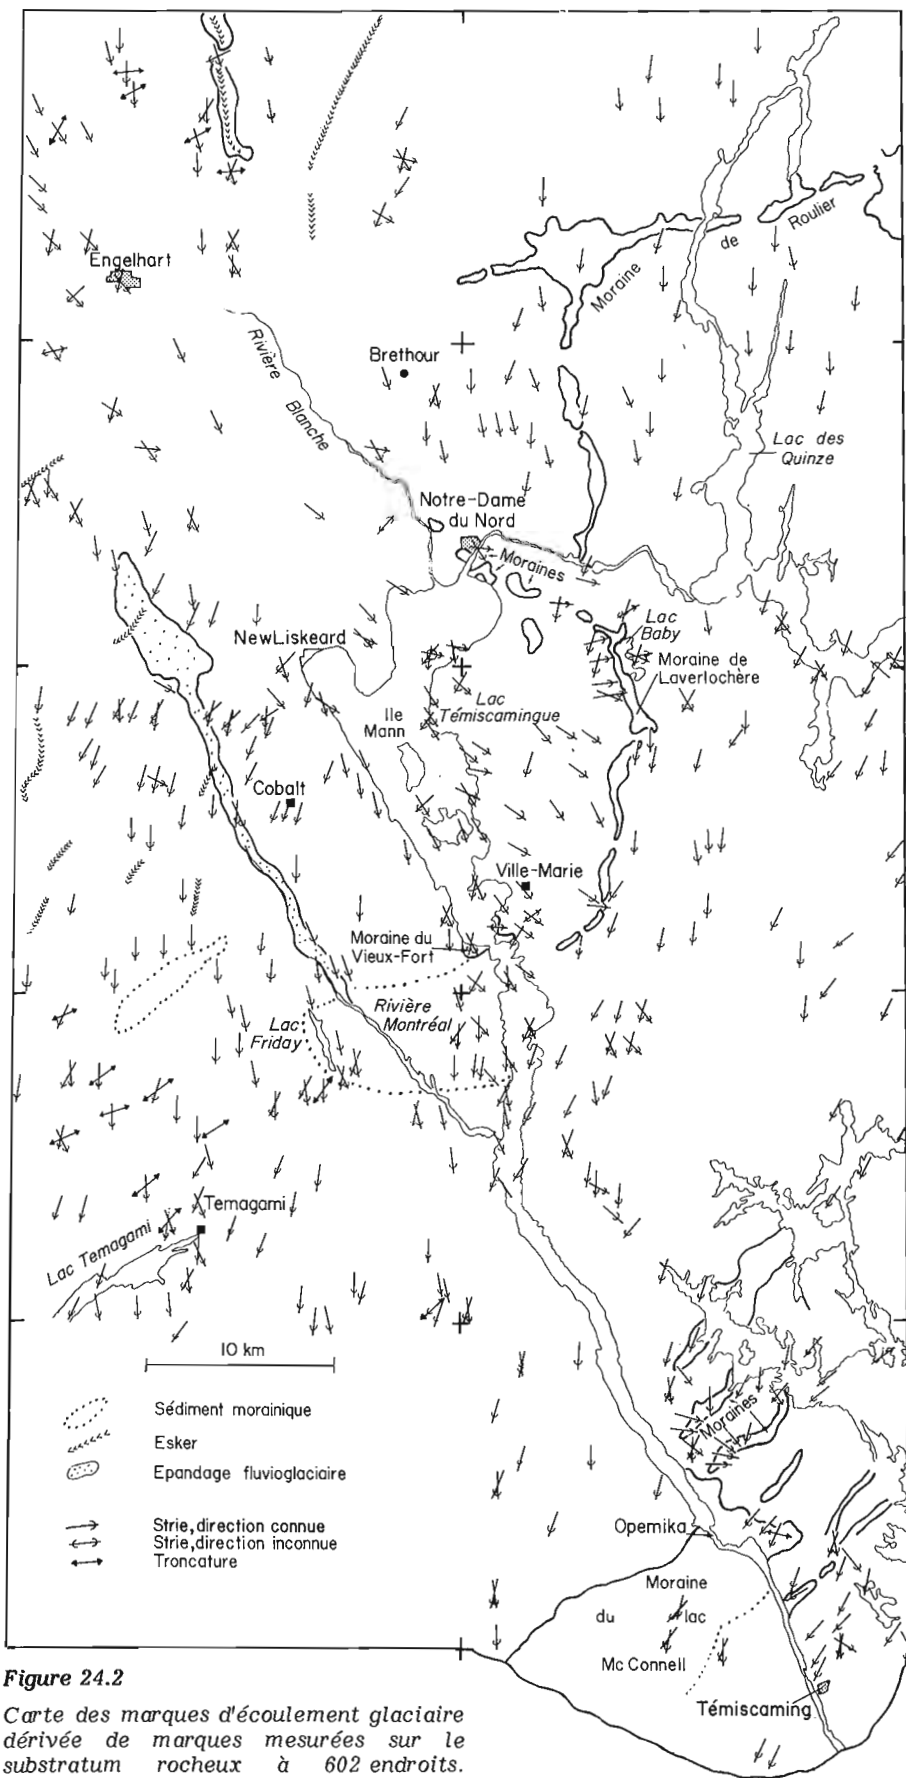 Engelhart
Rivière
Blanche
Brethour
Moraine
de
Roulier
Lac des
Quinze
Notre-Dame
du Nord
Moraines
Lac
Baby
NewLiskeard
Moraine de
Laverlochère
Lac
Témiscamingue
Ile
Mann
Cobalt
Ville-Marie
Moraine du
Vieux-Fort
Rivière
Montréal
Lac
Friday
Temagami
Lac Temagami
10 km
Sédiment morainique
Esker
Epandage fluvioglaciaire
Strie, direction connue
Strie, direction inconnue
Troncature
Moraines
Opemika
Moraine
du lac
Mc Connell
Témiscaming
Figure 24.2
Carte des marques d'écoulement glaciaire
dérivée de marques mesurées sur le
substratum rocheux à 602 endroits.